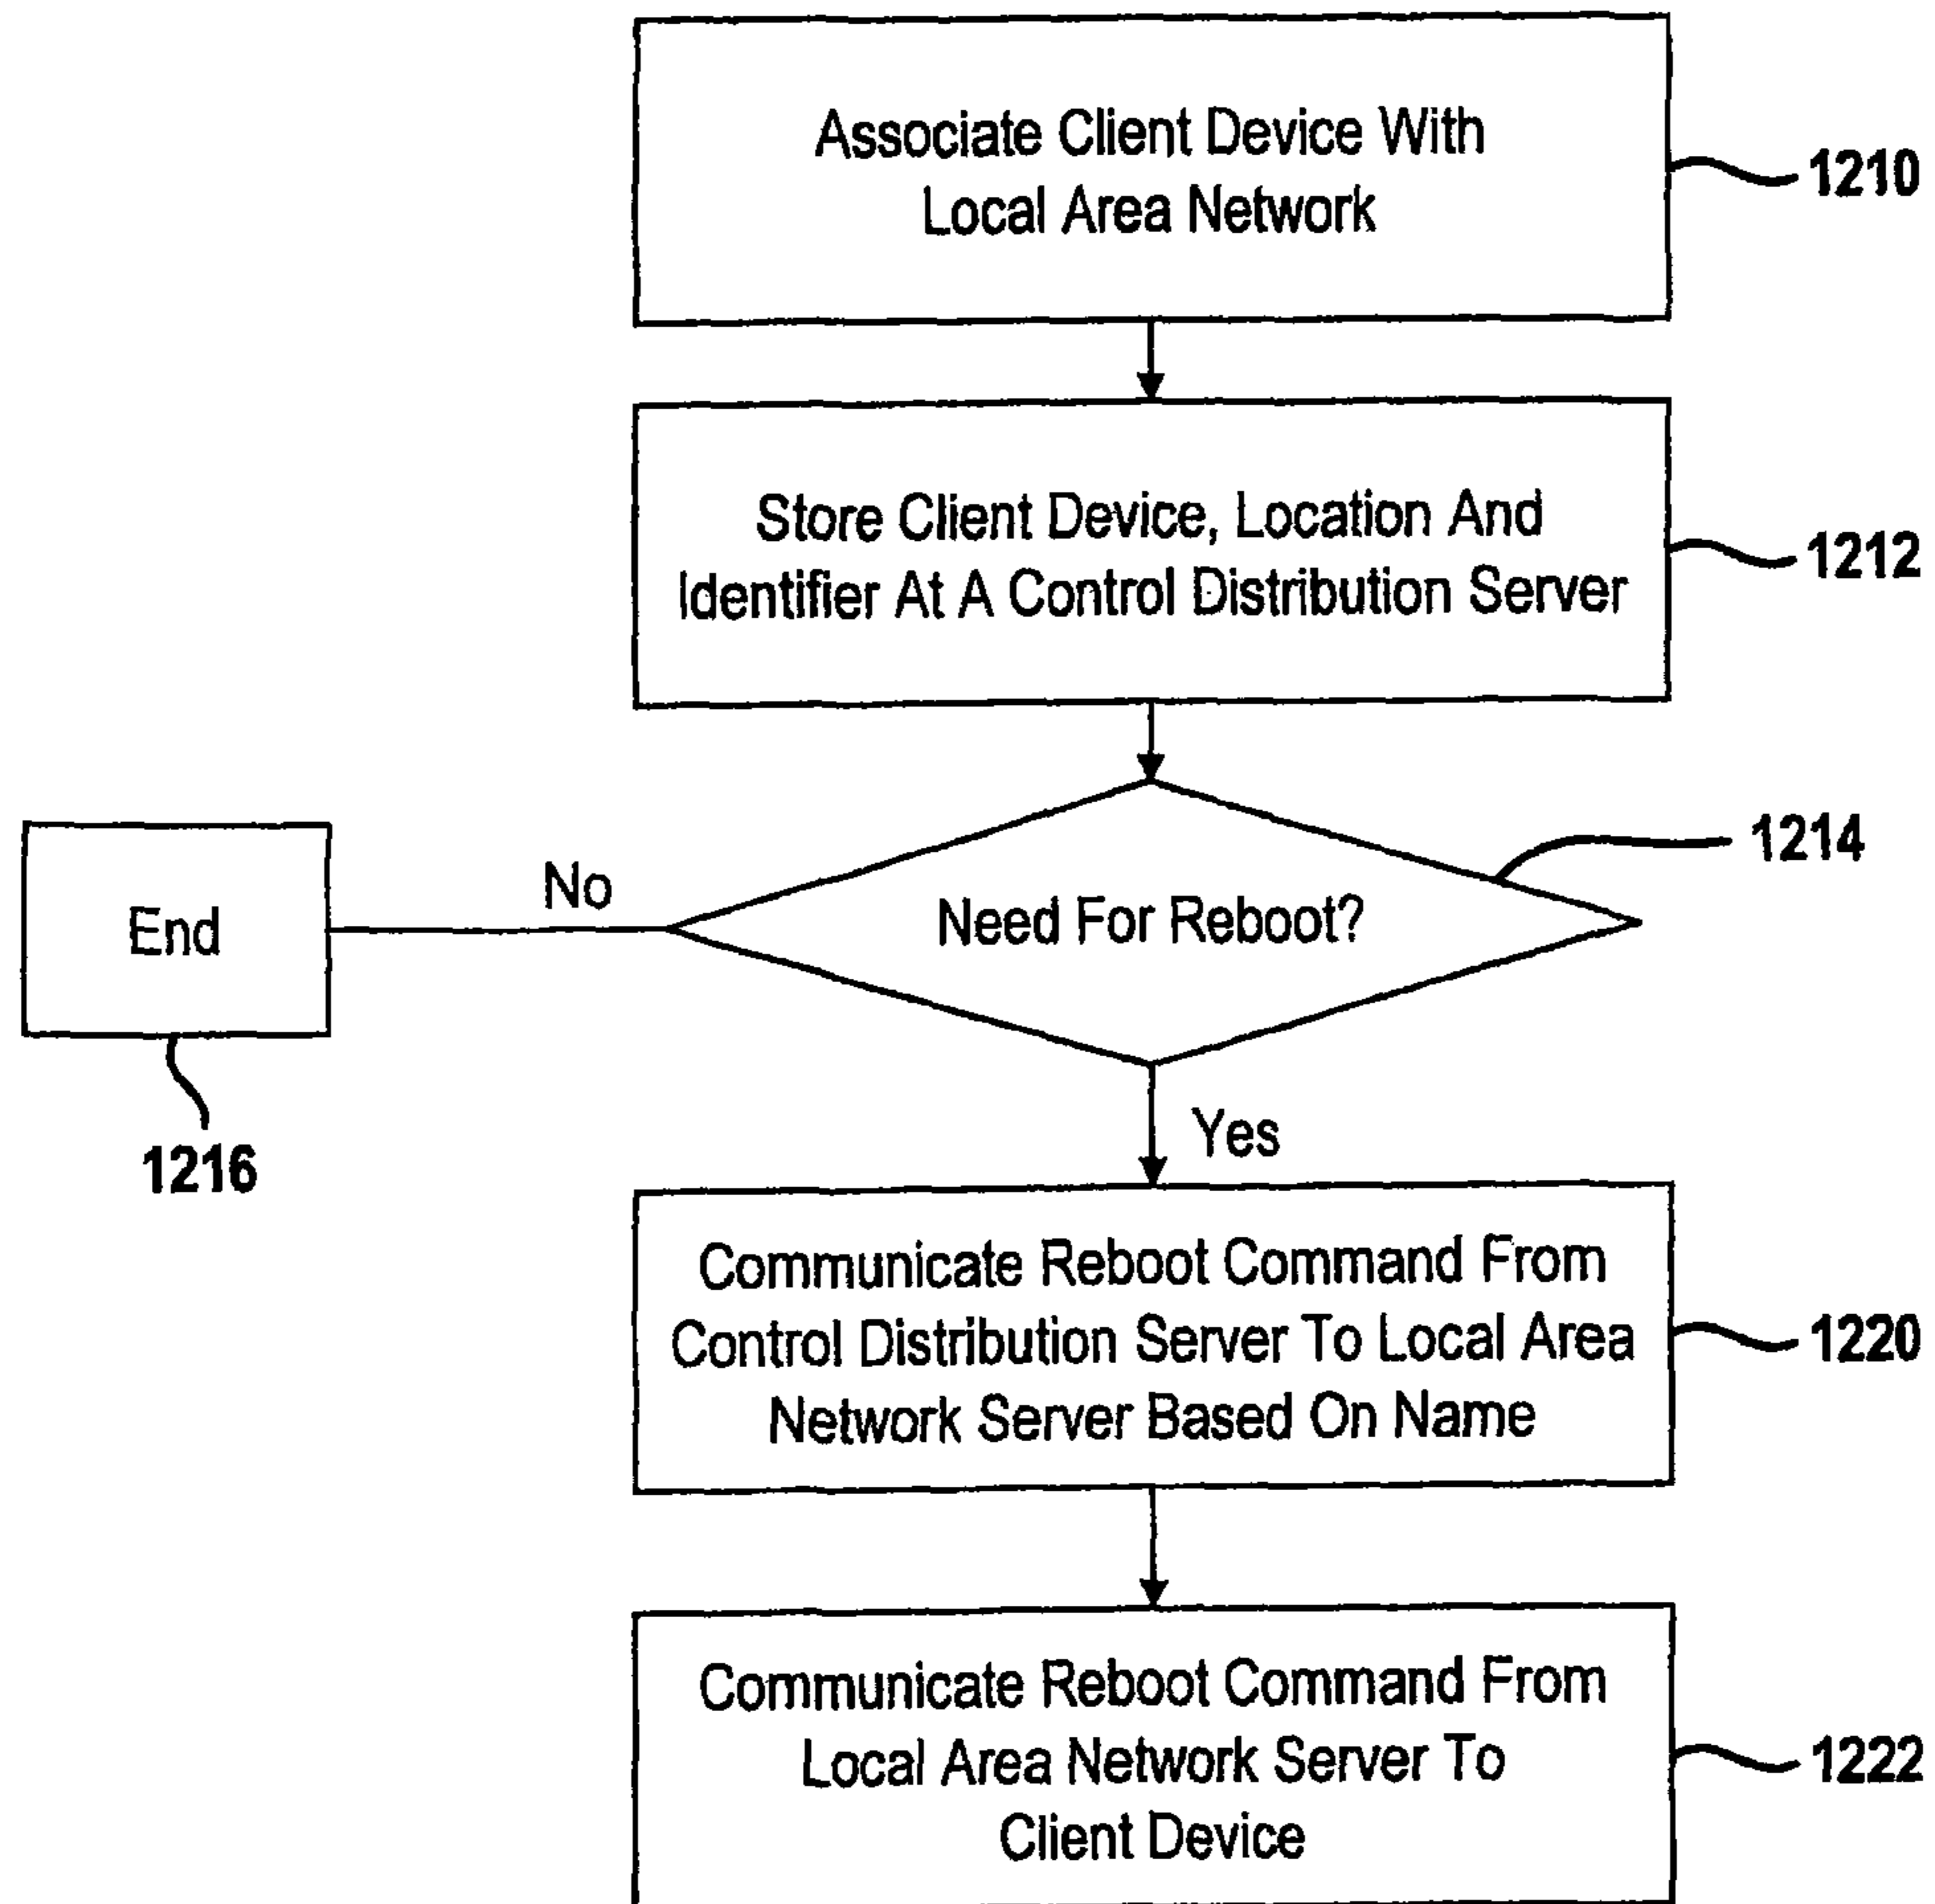 Associate Client Device With
Local Area Network
1210
Store Client Device, Location And
Identifier At A Control Distribution Server
1212
1214
Need For Reboot?
No
End
1216
Yes
Communicate Reboot Command From
Control Distribution Server To Local Area
Network Server Based On Name
1220
Communicate Reboot Command From
Local Area Network Server To
Client Device
1222